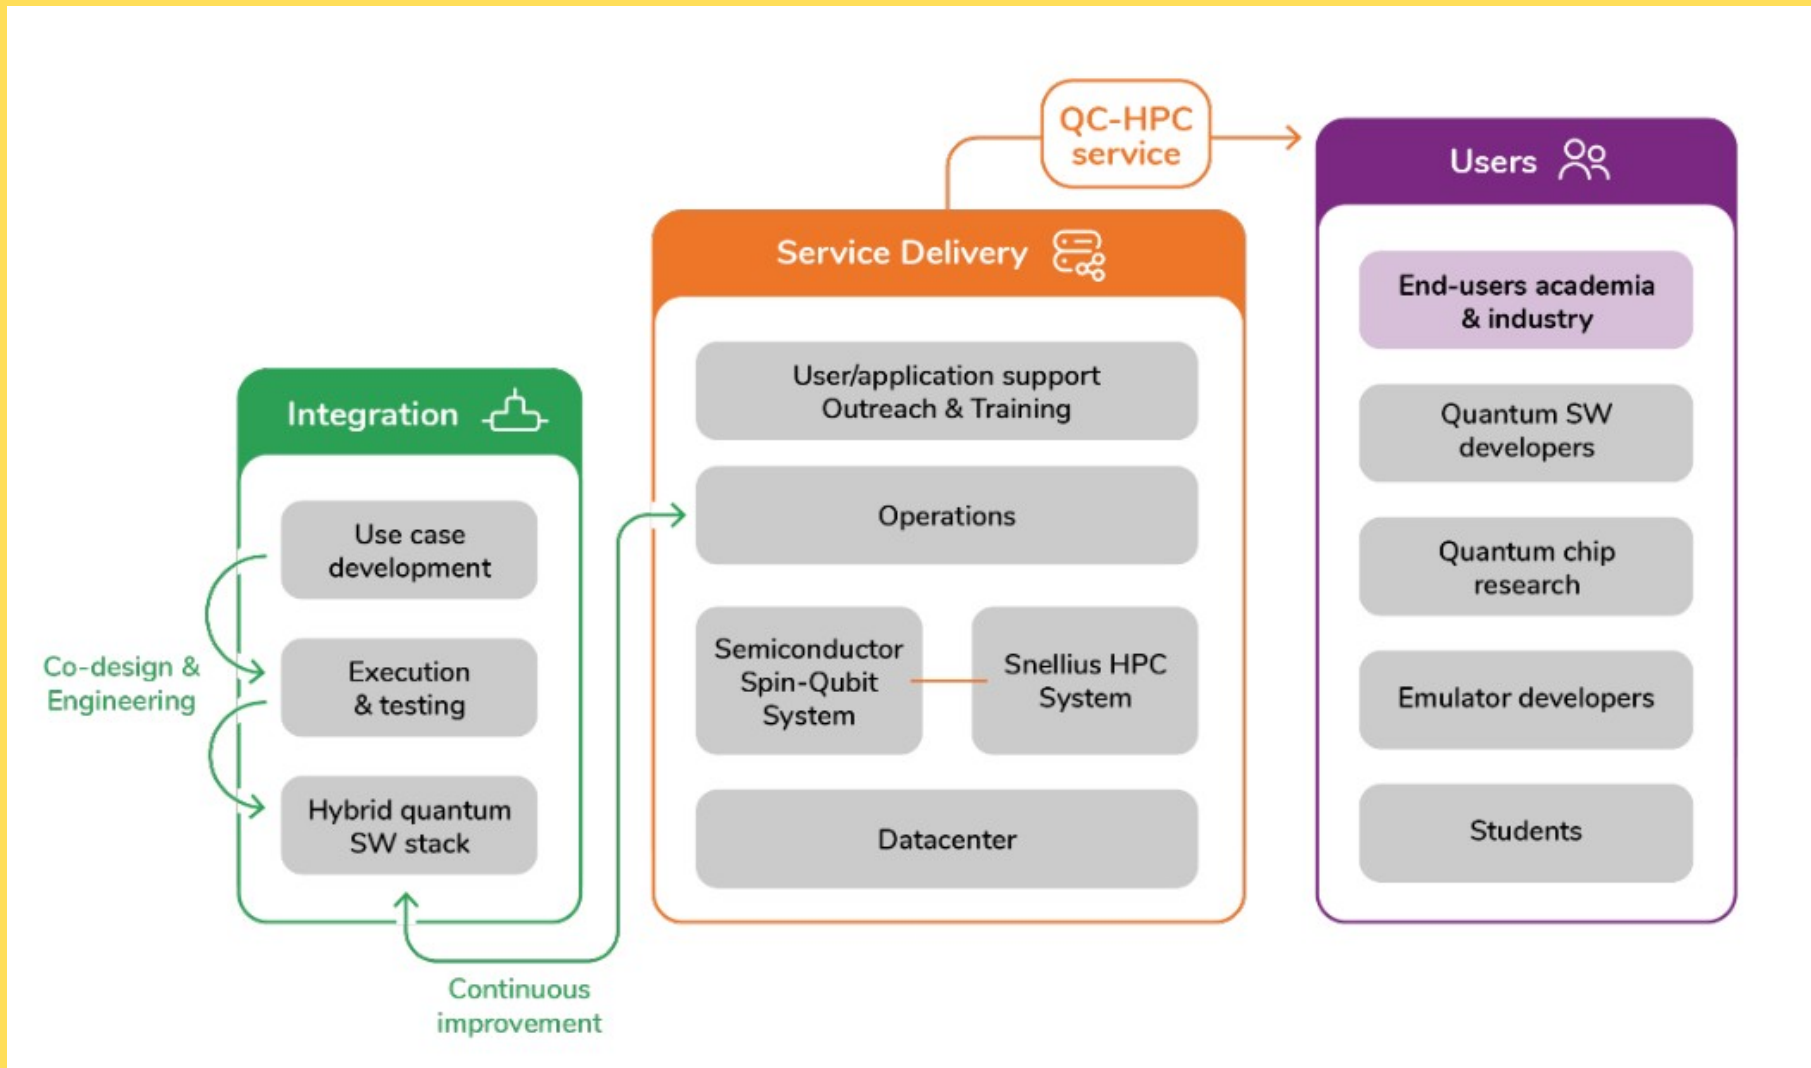 QC-HPC
service
Users
Service Delivery
End-users academia
& industry
User/application support
Outreach & Training
Integration
Quantum SW
developers
Operations
Use case
development
Quantum chip
research
Co-design &
Engineering
Execution
& testing
Semiconductor
Spin-Qubit
System
Snellius HPC
System
Emulator developers
Hybrid quantum
SW stack
Datacenter
Students
Continuous
improvement